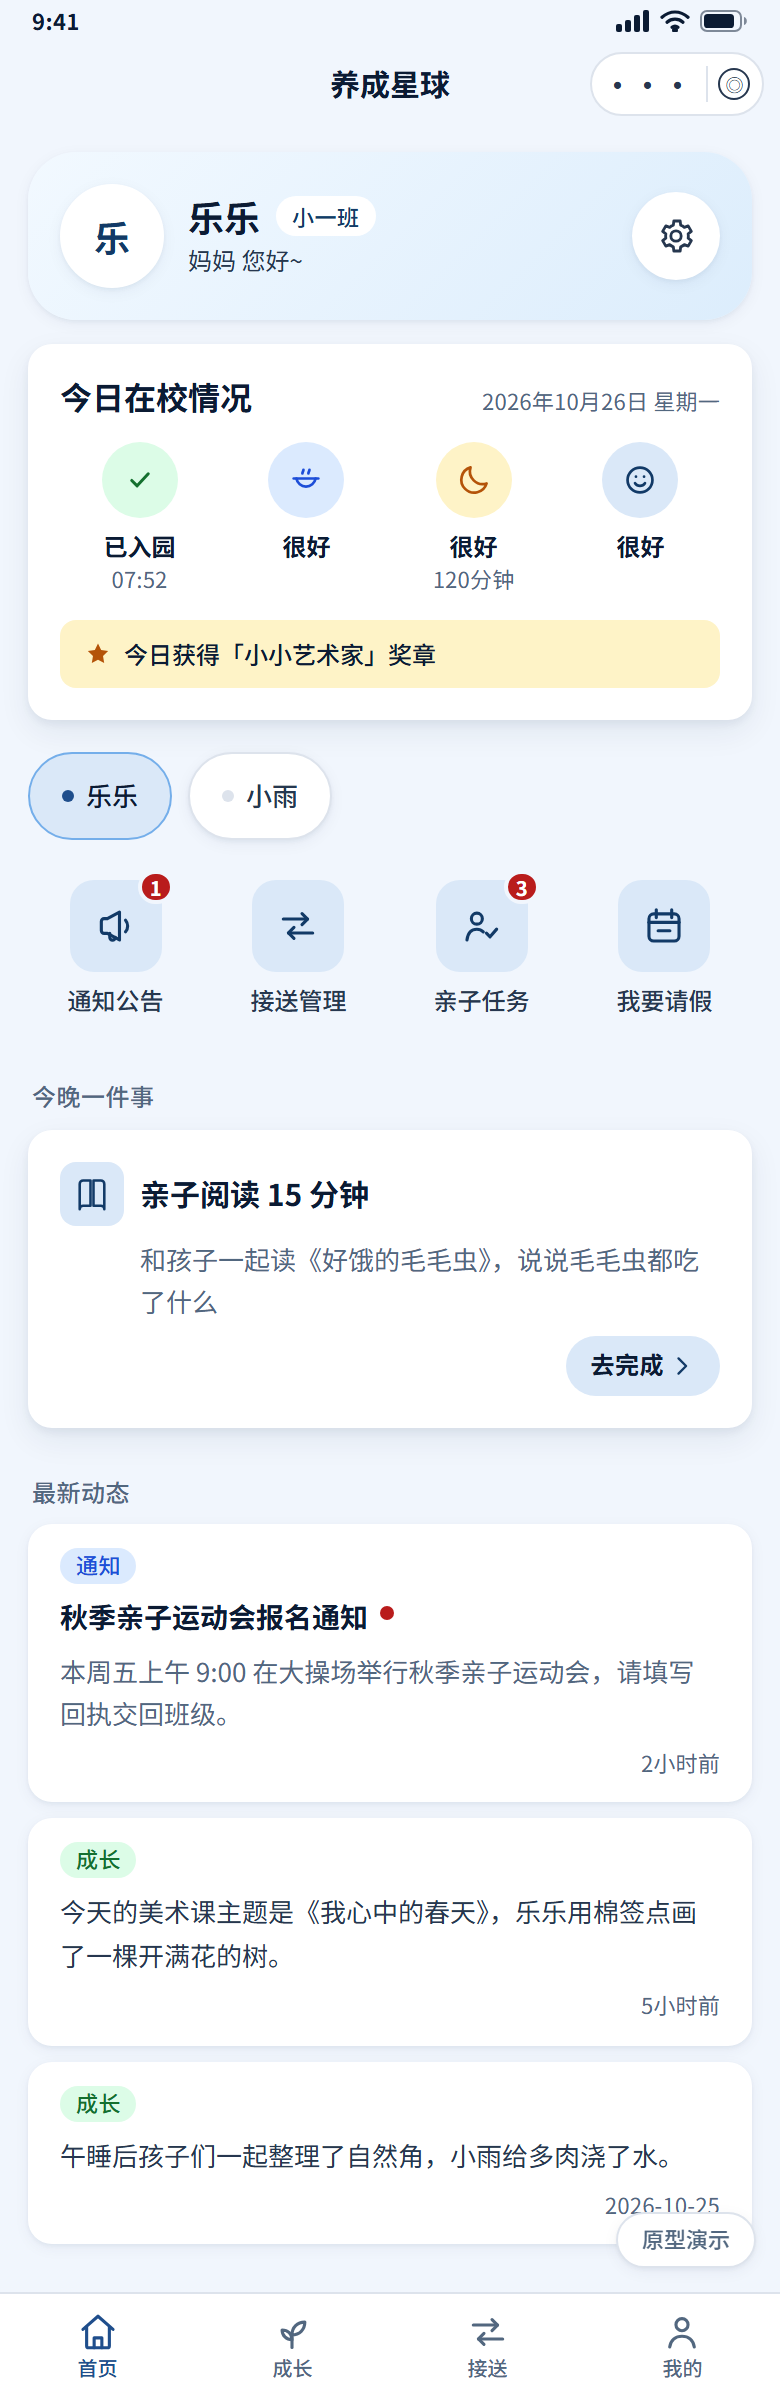 9:41
养成星球
乐
乐乐 小一班
妈妈 您好~
今日在校情况 2026年10月26日 星期一
已入园 很好 很好 很好
07:52 120分钟
今日获得「小小艺术家」奖章
乐乐 小雨
1 3
通知公告 接送管理 亲子任务 我要请假
今晚一件事
亲子阅读 15 分钟
和孩子一起读《好饿的毛毛虫》，说说毛毛虫都吃
了什么
去完成
最新动态
通知
秋季亲子运动会报名通知
本周五上午 9:00 在大操场举行秋季亲子运动会，请填写
回执交回班级。
2小时前
成长
今天的美术课主题是《我心中的春天》，乐乐用棉签点画
了一棵开满花的树。
5小时前
成长
午睡后孩子们一起整理了自然角，小雨给多肉浇了水。
2026-10-25
原型演示
首页 成长 接送 我的